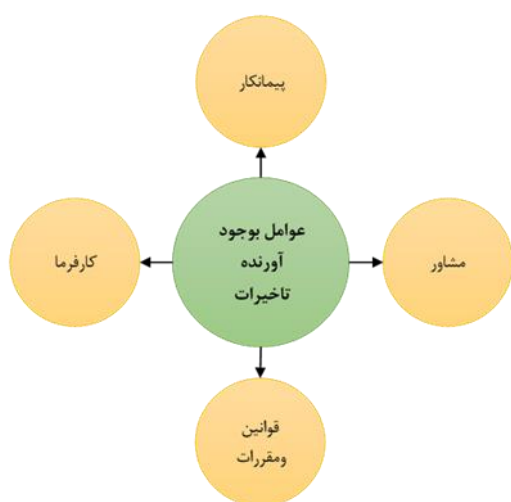 پیمانکار
عوامل بوجود
آورنده
تاخیرات
مشاور
کارفرما
قوانین
ومقررات